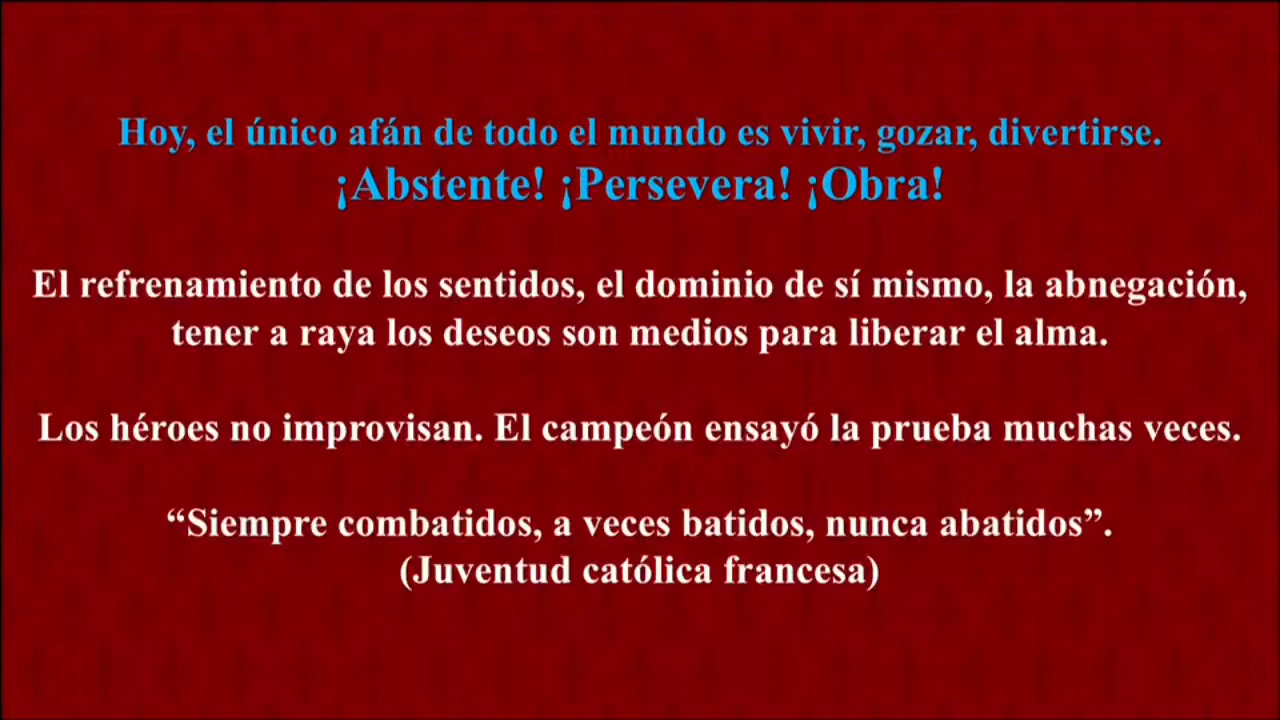 Hoy, el único afán de todo el mundo es vivir, gozar, divertirse.
¡Abstente! ¡Persevera! ¡Obra!
El refrenamiento de los sentidos, el dominio de sí mismo, la abnegación,
tener a raya los deseos son medios para liberar el alma.
Los héroes no improvisan. El campeón ensayó la prueba muchas veces.
“Siempre combatidos, a veces batidos, nunca abatidos”.
(Juventud católica francesa)